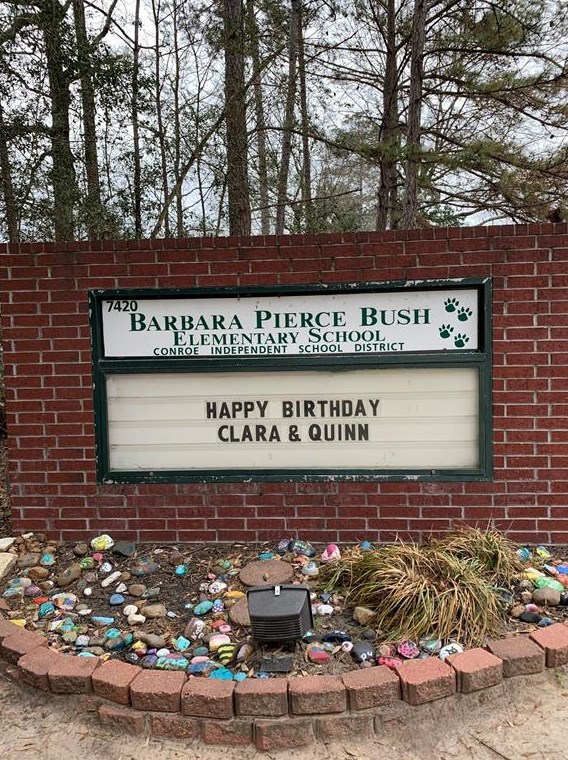 7420
BARBARA PIERCE BUSH
ELEMENTARY SCHOOL
CONROE INDEPENDENT SCHOOL DISTRICT
HAPPY BIRTHDAY
CLARA & QUINN